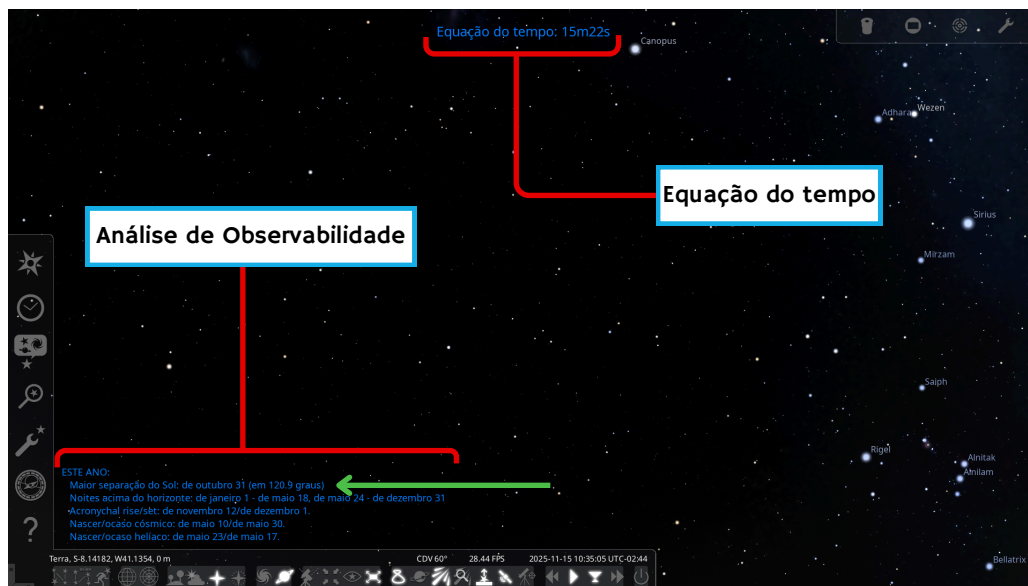 Equação do tempo: 15m22s
Canopus
Adhara
Wezen
Equação do tempo
Análise de Observabilidade
Sirius
Mirzam
Saiph
Rigel
Alnitak
Alnilam
ESTE ANO:
Maior separação do Sol: de outubro 31 (em 120.9 graus)
Noites acima do horizonte: de janeiro 1 - de maio 18, de maio 24 - de dezembro 31
Acronychal rise/set: de novembro 12/de dezembro 1.
Nascer/ocaso cósmico: de maio 10/de maio 30.
Nascer/ocaso helíaco: de maio 23/de maio 17.
Terra, S-8.14182, W41.1354, 0 m
CDV 60°
28.44 FPS
2025-11-15 10:35:05 UTC-02:44
Bellatrix